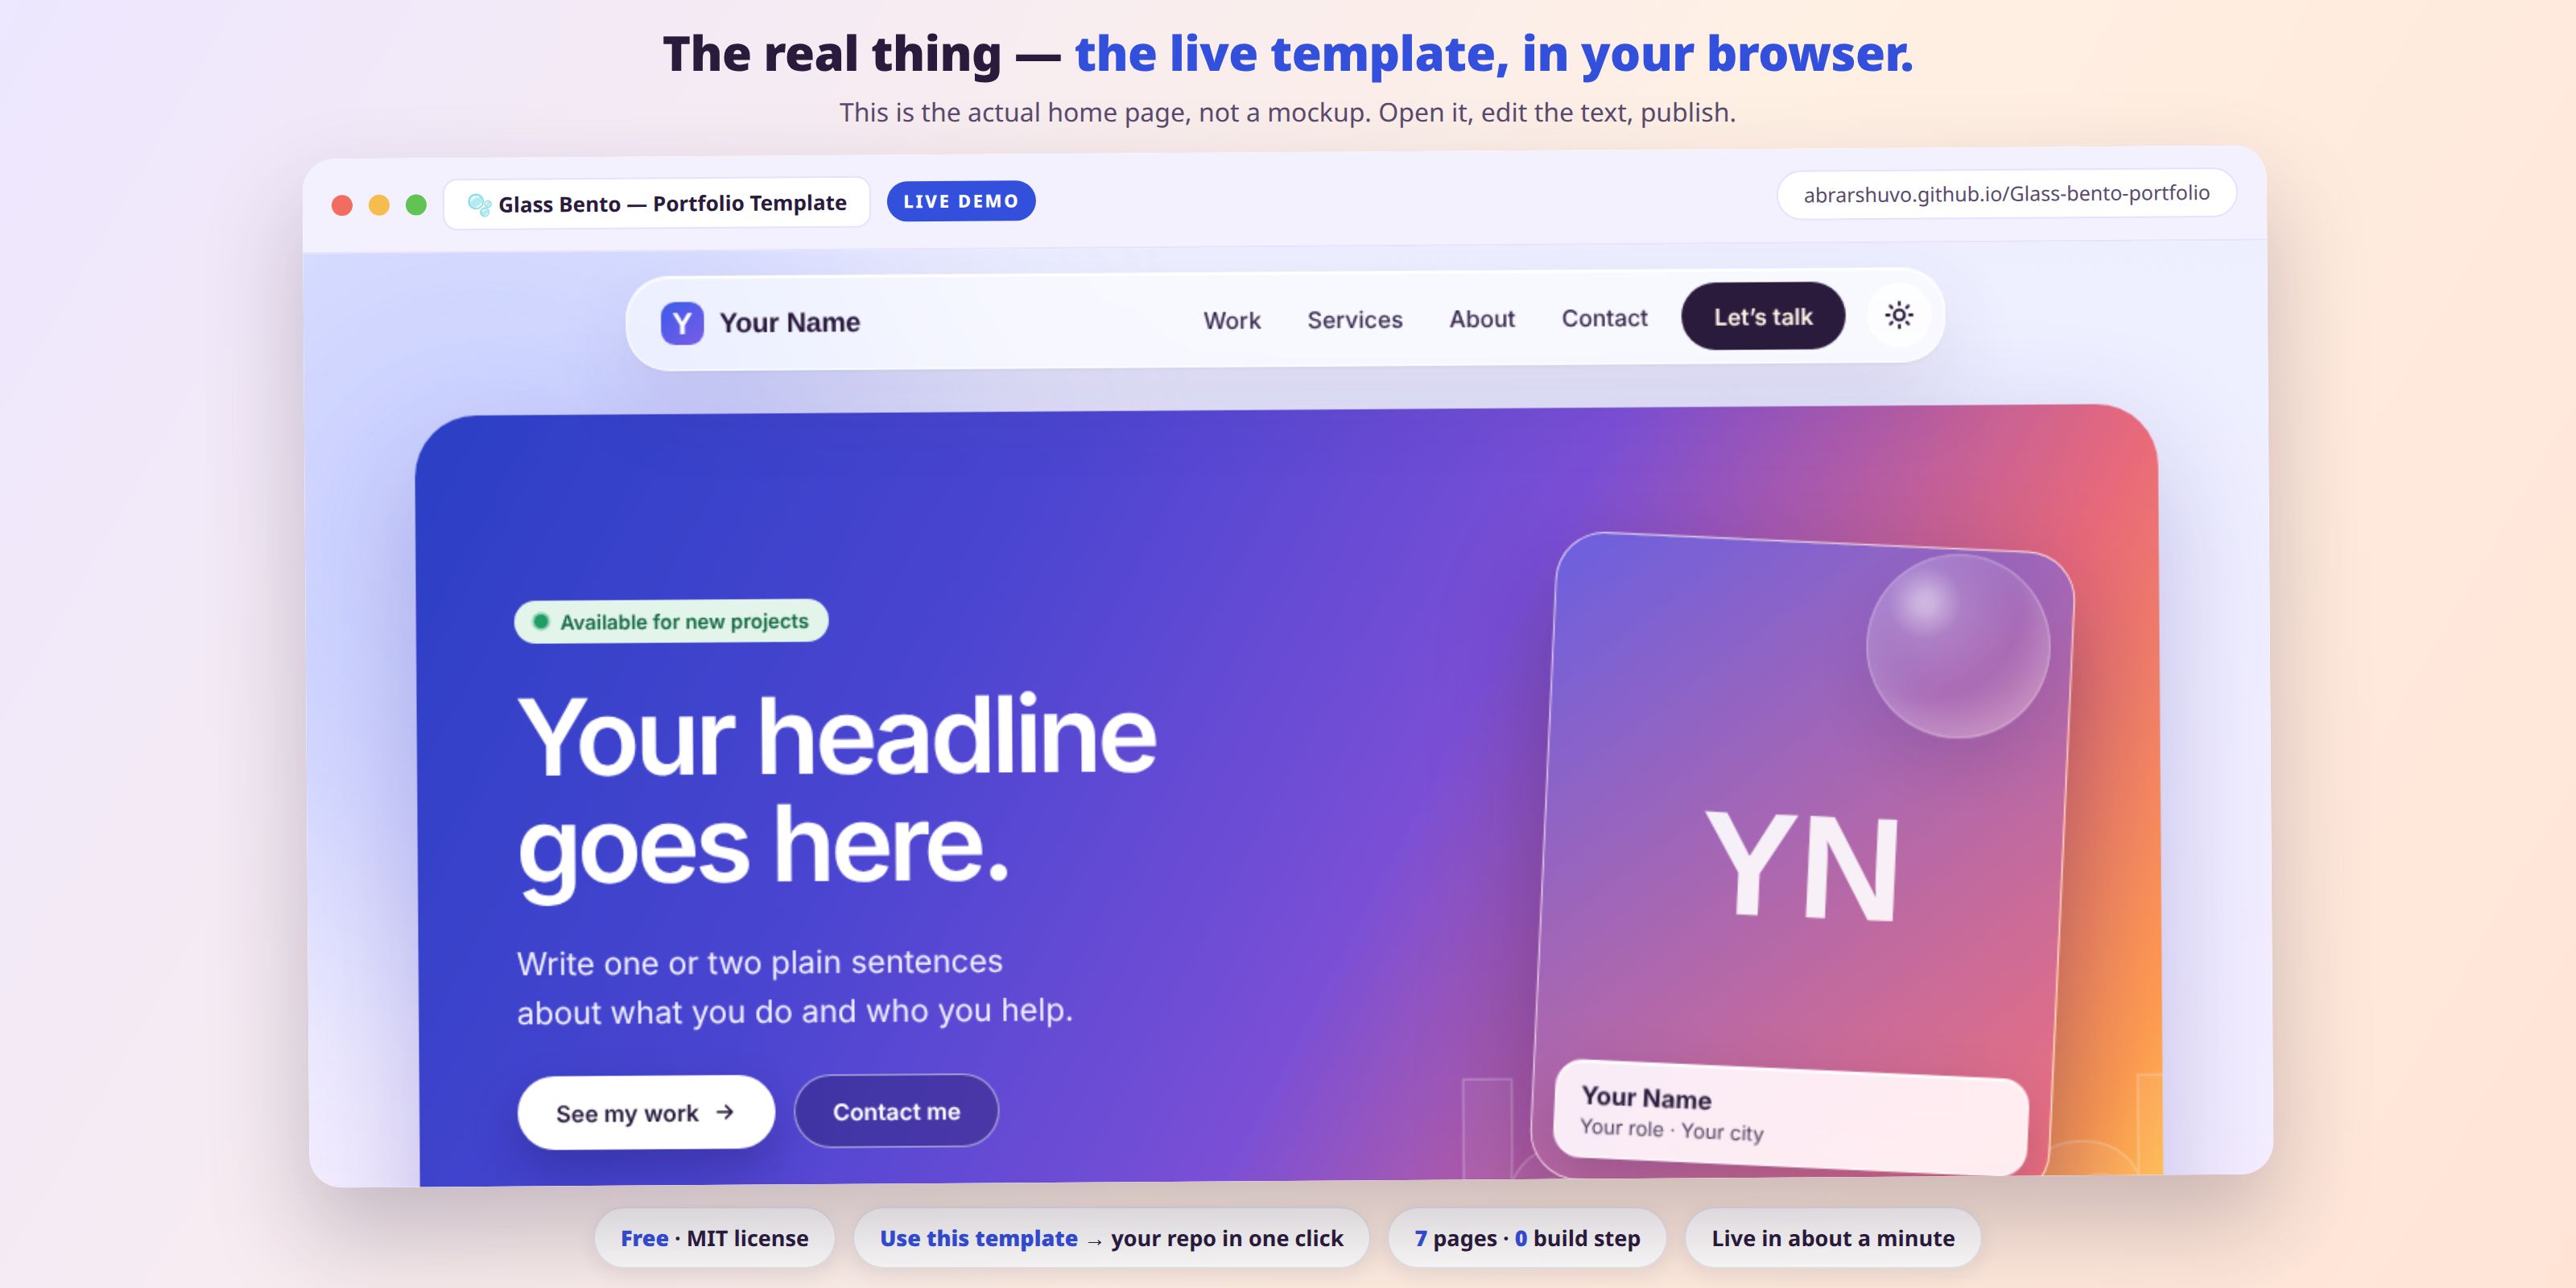 The real thing — the live template, in your browser.
This is the actual home page, not a mockup. Open it, edit the text, publish.
Glass Bento — Portfolio Template
LIVE DEMO
abrarshuvo.github.io/Glass-bento-portfolio
Y Your Name
Work Services About Contact Let’s talk
Available for new projects
Your headline
goes here.
Write one or two plain sentences
about what you do and who you help.
See my work →
Contact me
YN
Your Name
Your role · Your city
Free · MIT license
Use this template → your repo in one click
7 pages · 0 build step
Live in about a minute